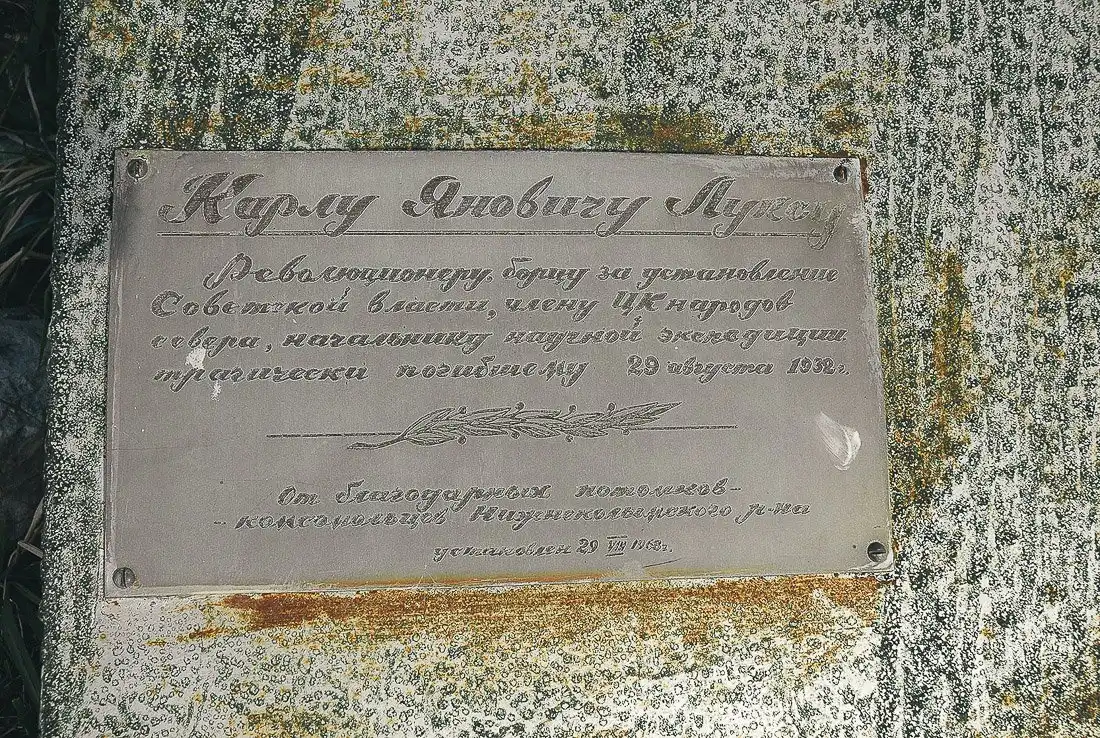 Карлу Яновичу Луксу
Революционеру, борцу за установление
Советской власти, члену ЦК народов
севера, начальнику научной экспедиции
трагически погибшему 29 августа 1932г.
От благодарных потомков-
-комсомольцев Нижнеколымского р-на
установлен 29 VIII 1968г.